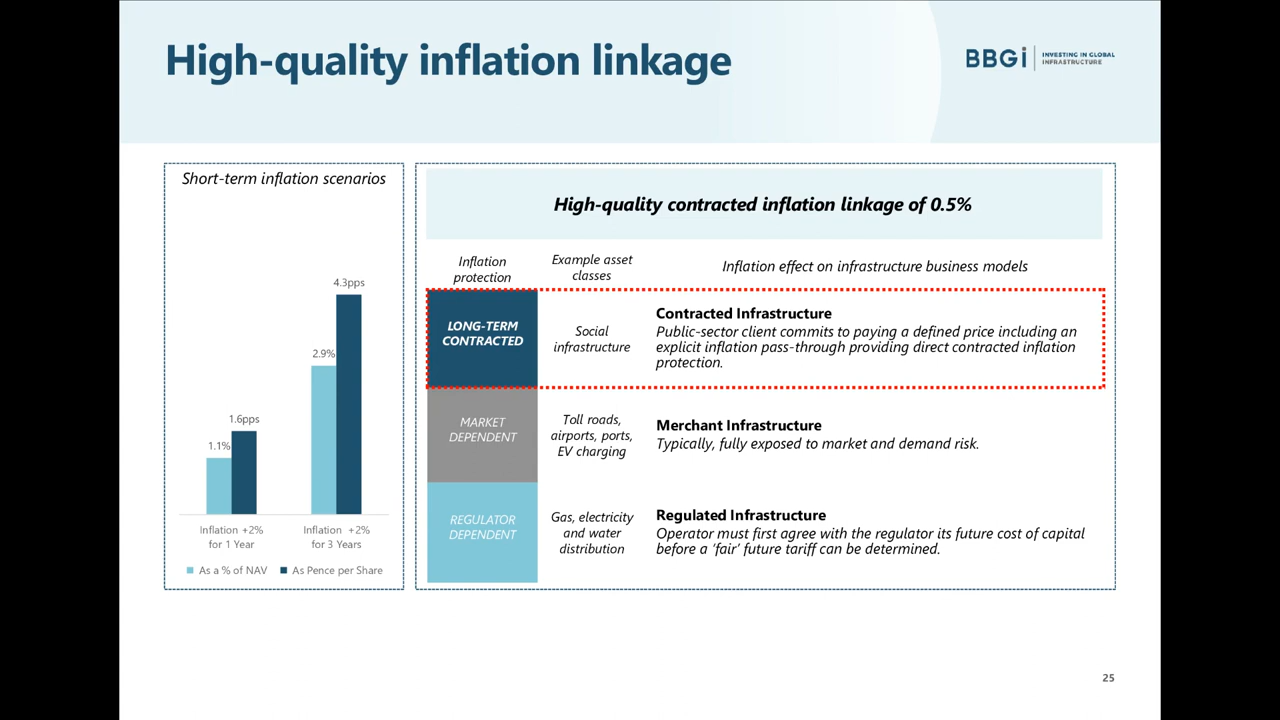 High-quality inflation linkage
BBGi
INVESTING IN GLOBAL
INFRASTRUCTURE
Short-term inflation scenarios
4.3pps
2.9%
1.6pps
1.1%
Inflation +2%
for 1 Year
Inflation +2%
for 3 Years
As a % of NAV
As Pence per Share
High-quality contracted inflation linkage of 0.5%
Inflation
protection
Example asset
classes
Inflation effect on infrastructure business models
LONG-TERM
CONTRACTED
Social
infrastructure
Contracted Infrastructure
Public-sector client commits to paying a defined price including an
explicit inflation pass-through providing direct contracted inflation
protection.
MARKET
DEPENDENT
Toll roads,
airports, ports,
EV charging
Merchant Infrastructure
Typically, fully exposed to market and demand risk.
REGULATOR
DEPENDENT
Gas, electricity
and water
distribution
Regulated Infrastructure
Operator must first agree with the regulator its future cost of capital
before a ‘fair’ future tariff can be determined.
25